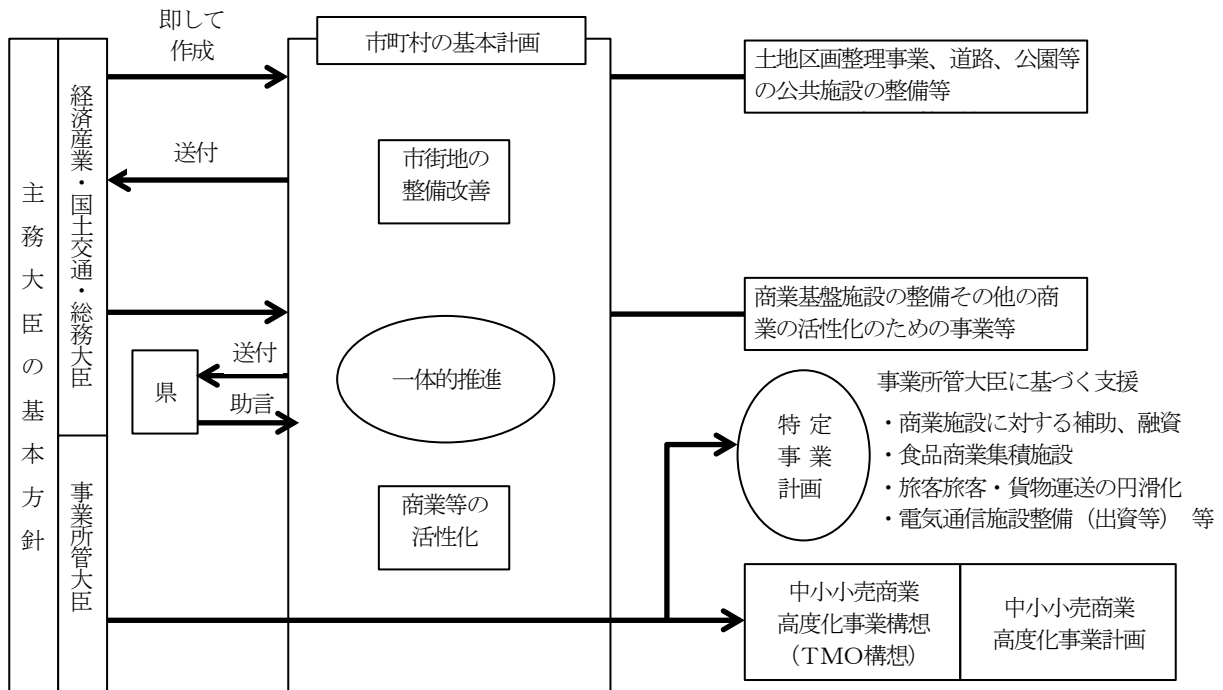 主務大臣の基本方針
経済産業・国土交通・総務大臣
事業所管大臣
即して
作成
送付
送付
県
助言
市町村の基本計画
市街地の
整備改善
一体的推進
商業等の
活性化
土地区画整理事業、道路、公園等
の公共施設の整備等
商業基盤施設の整備その他の商
業の活性化のための事業等
特定
事業
計画
事業所管大臣に基づく支援
・商業施設に対する補助、融資
・食品商業集積施設
・旅客旅客・貨物運送の円滑化
・電気通信施設整備（出資等）　等
中小小売商業
高度化事業構想
（TMO構想）
中小小売商業
高度化事業計画